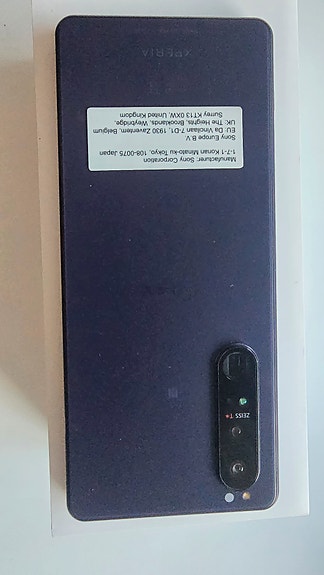 Manufacturer: Sony Corporation
1-7-1 Konan Minato-ku Tokyo, 108-0075 Japan
Sony Europe B.V.
EU: Da Vincilaan 7-D1, 1930 Zaventem, Belgium
UK: The Heights, Brooklands, Weybridge,
Surrey KT13 0XW, United Kingdom
XPERIA
ZEISS T*